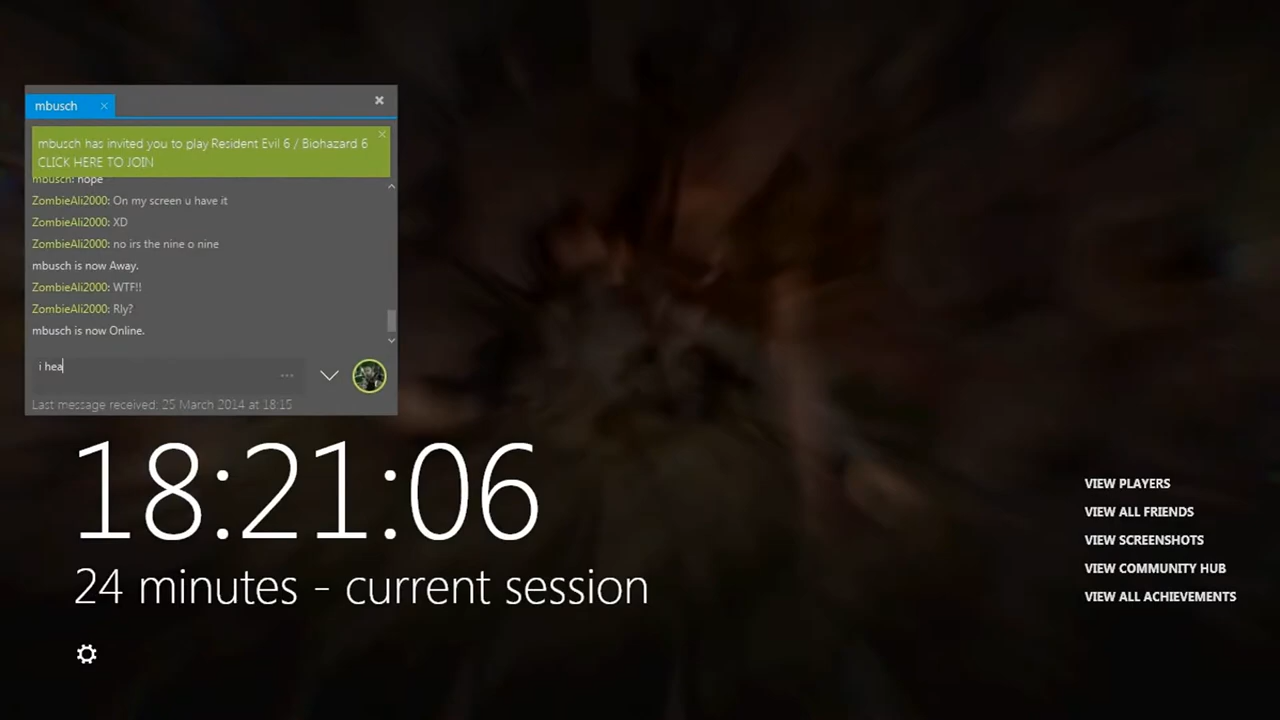 mbusch
mbusch has invited you to play Resident Evil 6 / Biohazard 6
CLICK HERE TO JOIN
mbusch: nope
ZombieAli2000: On my screen u have it
ZombieAli2000: XD
ZombieAli2000: no irs the nine o nine
mbusch is now Away.
ZombieAli2000: WTF!!
ZombieAli2000: Rly?
mbusch is now Online.
i hea
Last message received: 25 March 2014 at 18:15
18:21:06
24 minutes - current session
VIEW PLAYERS
VIEW ALL FRIENDS
VIEW SCREENSHOTS
VIEW COMMUNITY HUB
VIEW ALL ACHIEVEMENTS